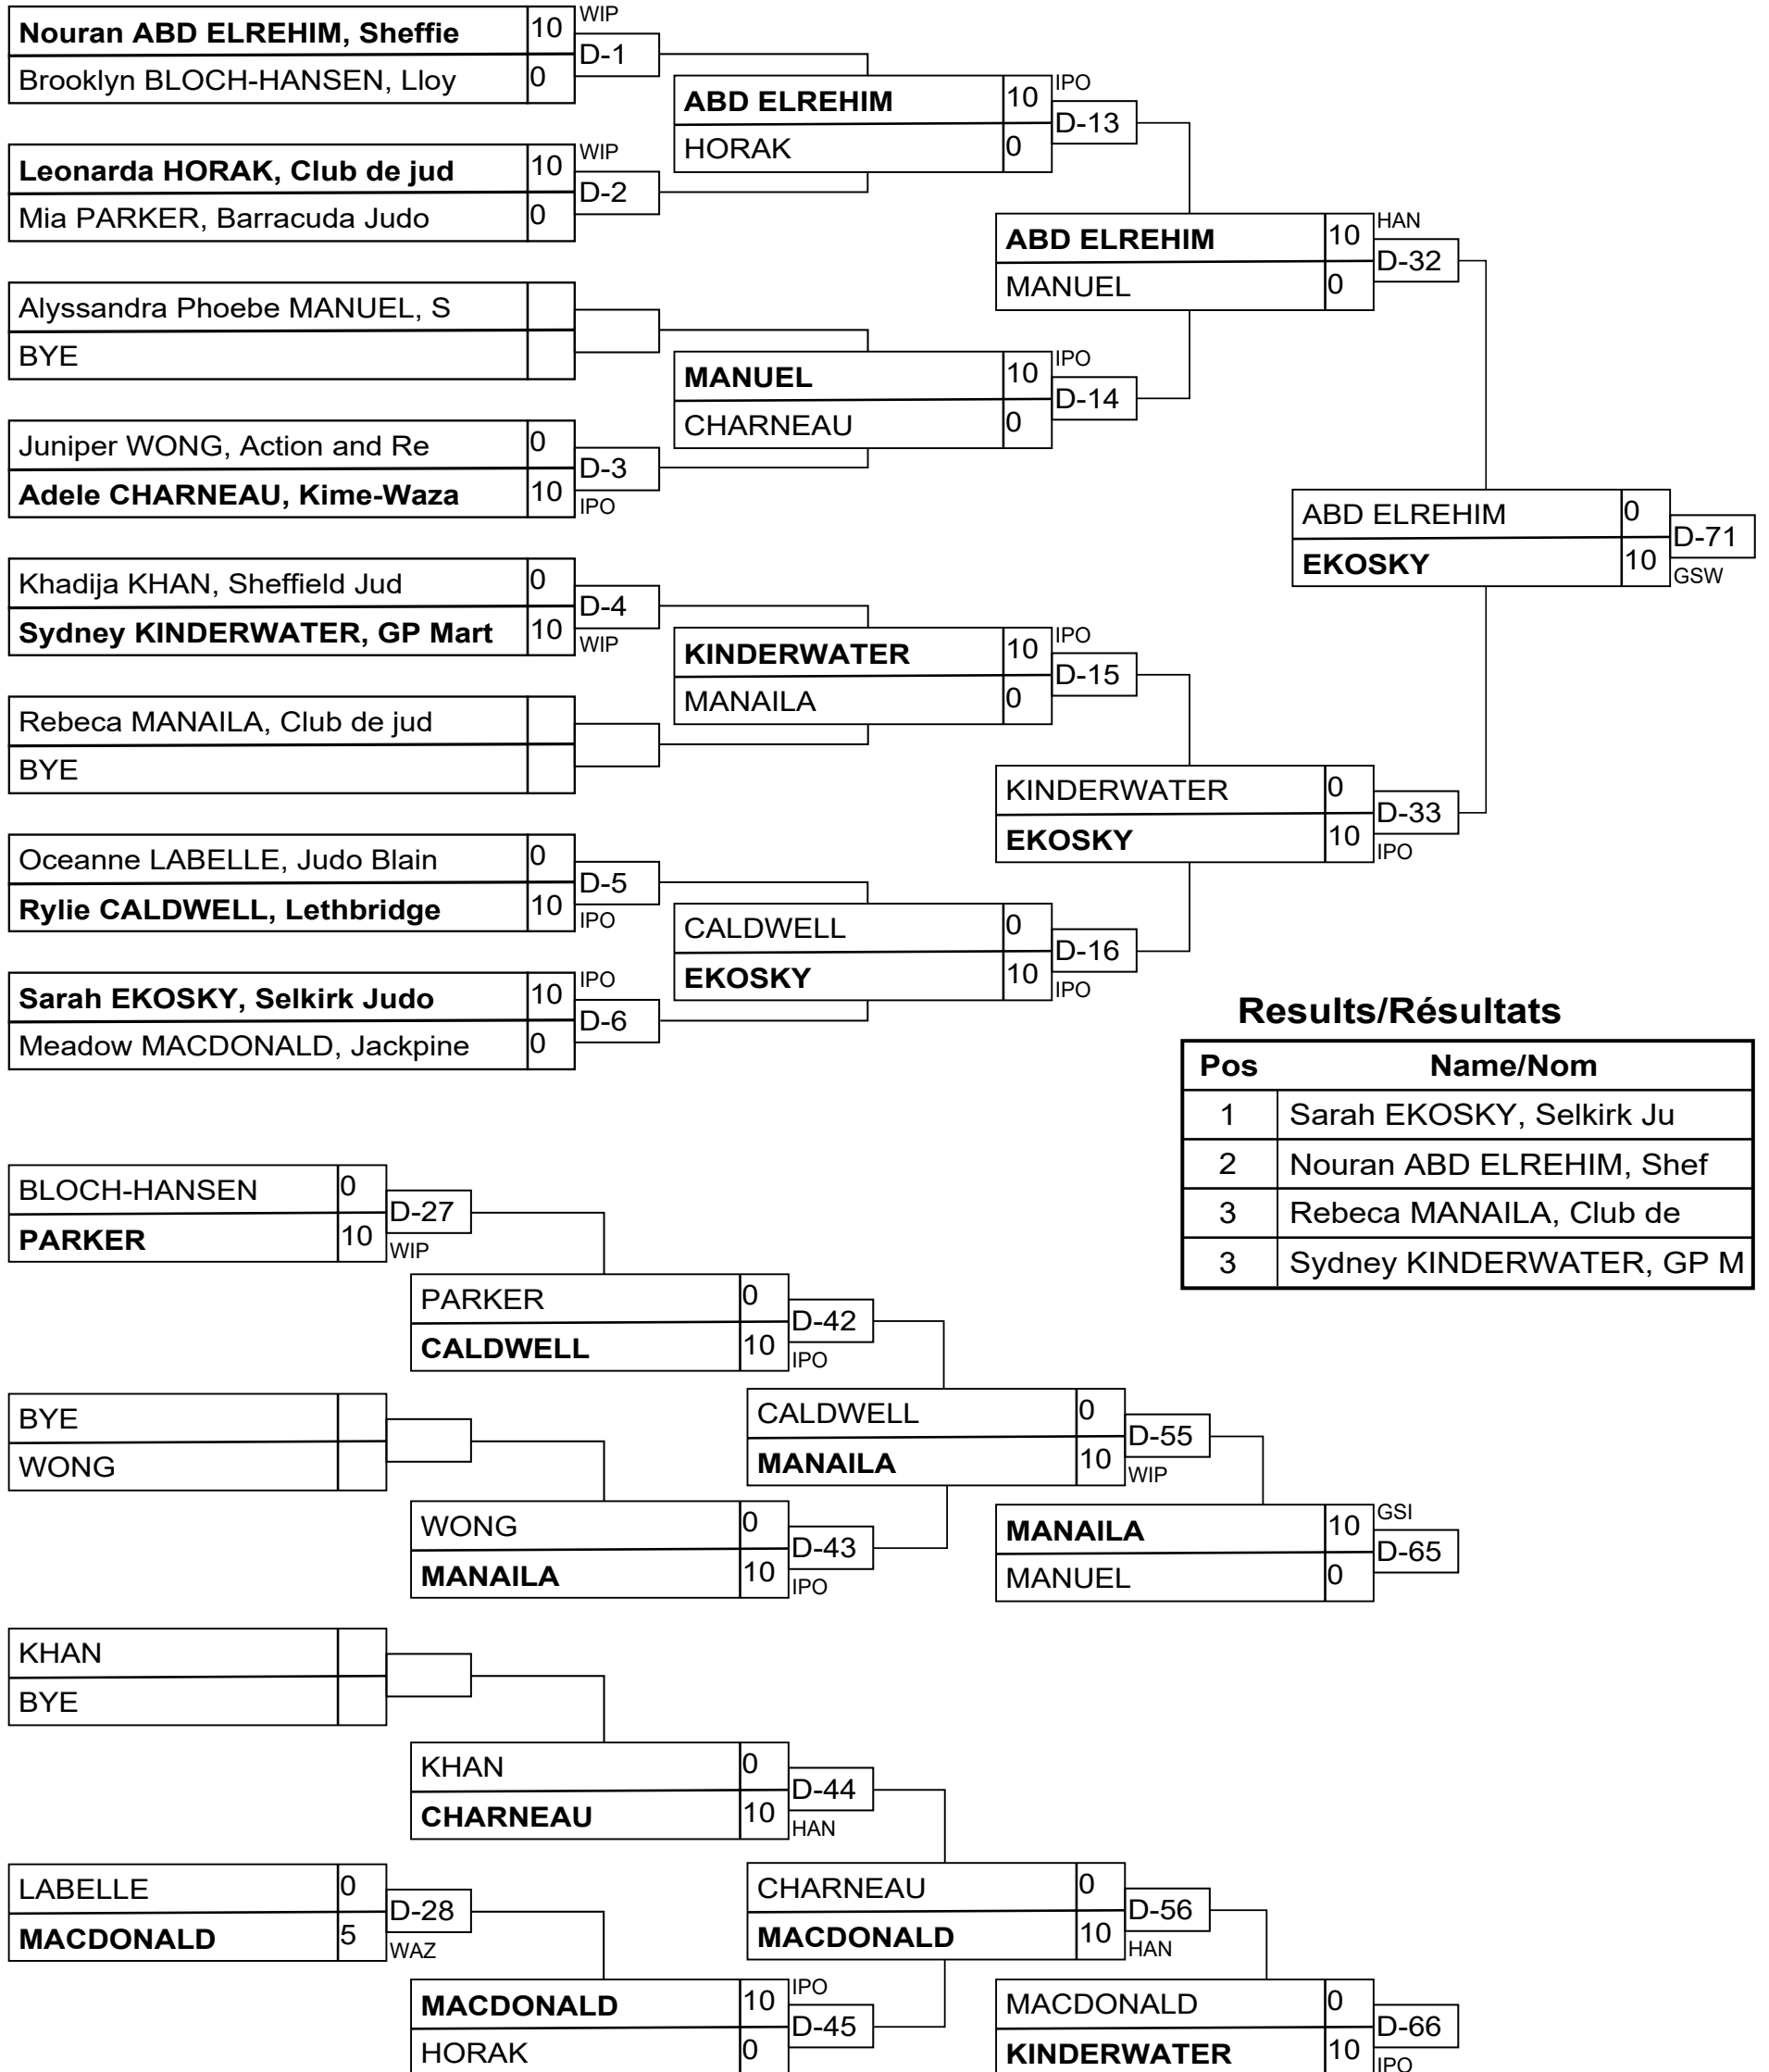 Nouran ABD ELREHIM, Sheffie 10 WIP
D-1
Brooklyn BLOCH-HANSEN, Lloy 0
ABD ELREHIM 10 IPO
D-13
HORAK 0
Leonarda HORAK, Club de jud 10 WIP
D-2
Mia PARKER, Barracuda Judo 0
ABD ELREHIM 10 HAN
D-32
MANUEL 0
Alyssandra Phoebe MANUEL, S
BYE
MANUEL 10 IPO
D-14
CHARNEAU 0
Juniper WONG, Action and Re 0
D-3
Adele CHARNEAU, Kime-Waza 10 IPO
ABD ELREHIM 0
D-71
EKOSKY 10 GSW
Khadija KHAN, Sheffield Jud 0
D-4
Sydney KINDERWATER, GP Mart 10 WIP
KINDERWATER 10 IPO
D-15
MANAILA 0
Rebeca MANAILA, Club de jud
BYE
KINDERWATER 0
D-33
EKOSKY 10 IPO
Oceanne LABELLE, Judo Blain 0
D-5
Rylie CALDWELL, Lethbridge 10 IPO
CALDWELL 0
D-16
EKOSKY 10 IPO
Sarah EKOSKY, Selkirk Judo 10 IPO
D-6
Meadow MACDONALD, Jackpine 0
Results/Résultats
Pos Name/Nom
1 Sarah EKOSKY, Selkirk Ju
2 Nouran ABD ELREHIM, Shef
3 Rebeca MANAILA, Club de
3 Sydney KINDERWATER, GP M
BLOCH-HANSEN 0
D-27
PARKER 10 WIP
PARKER 0
D-42
CALDWELL 10 IPO
BYE
WONG
CALDWELL 0
D-55
MANAILA 10 WIP
WONG 0
D-43
MANAILA 10 IPO
MANAILA 10 GSI
D-65
MANUEL 0
KHAN
BYE
KHAN 0
D-44
CHARNEAU 10 HAN
LABELLE 0
D-28
MACDONALD 5 WAZ
CHARNEAU 0
D-56
MACDONALD 10 HAN
MACDONALD 10 IPO
D-45
HORAK 0
MACDONALD 0
D-66
KINDERWATER 10 IPO